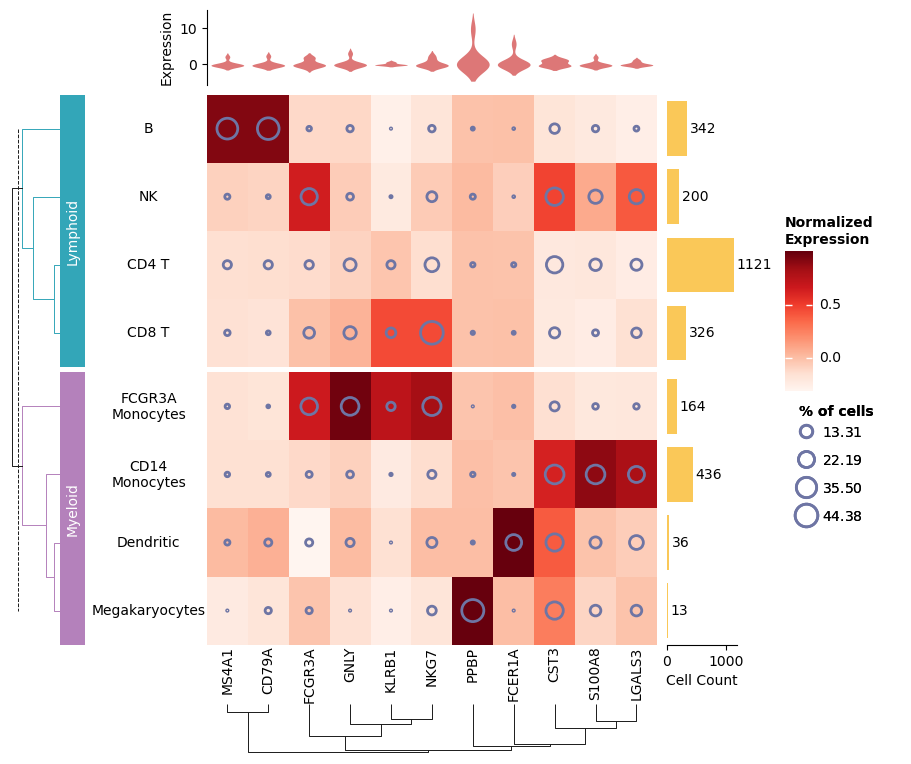 10
0
Expression
B
NK
CD4 T
CD8 T
FCGR3A
Monocytes
CD14
Monocytes
Dendritic
Megakaryocytes
Lymphoid
Myeloid
342
200
1121
326
164
436
36
13
0
1000
Cell Count
MS4A1
CD79A
FCGR3A
GNLY
KLRB1
NKG7
PPBP
FCER1A
CST3
S100A8
LGALS3
Normalized
Expression
0.5
0.0
% of cells
13.31
22.19
35.50
44.38